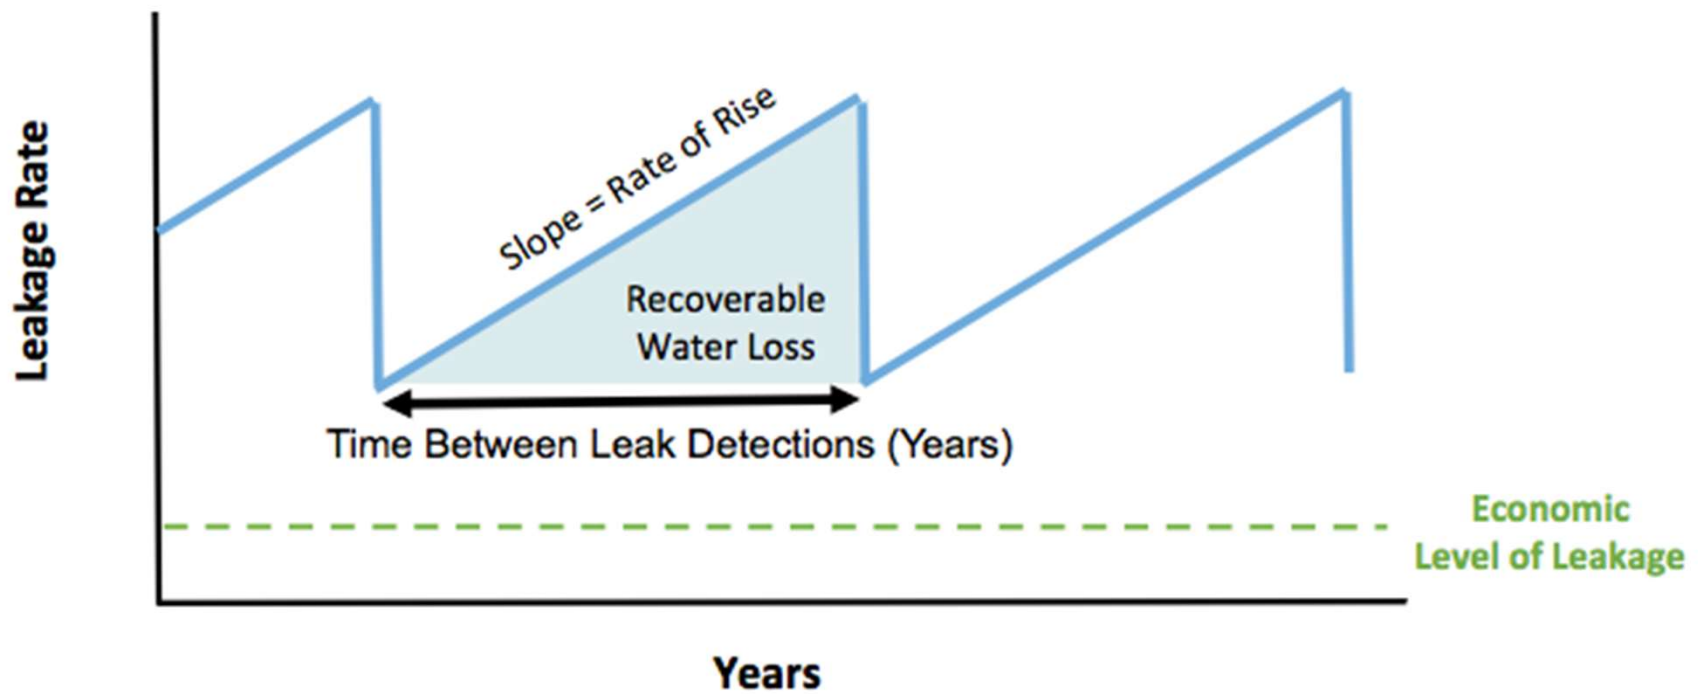 Leakage Rate
Slope = Rate of Rise
Recoverable
Water Loss
Time Between Leak Detections (Years)
Economic
Level of Leakage
Years